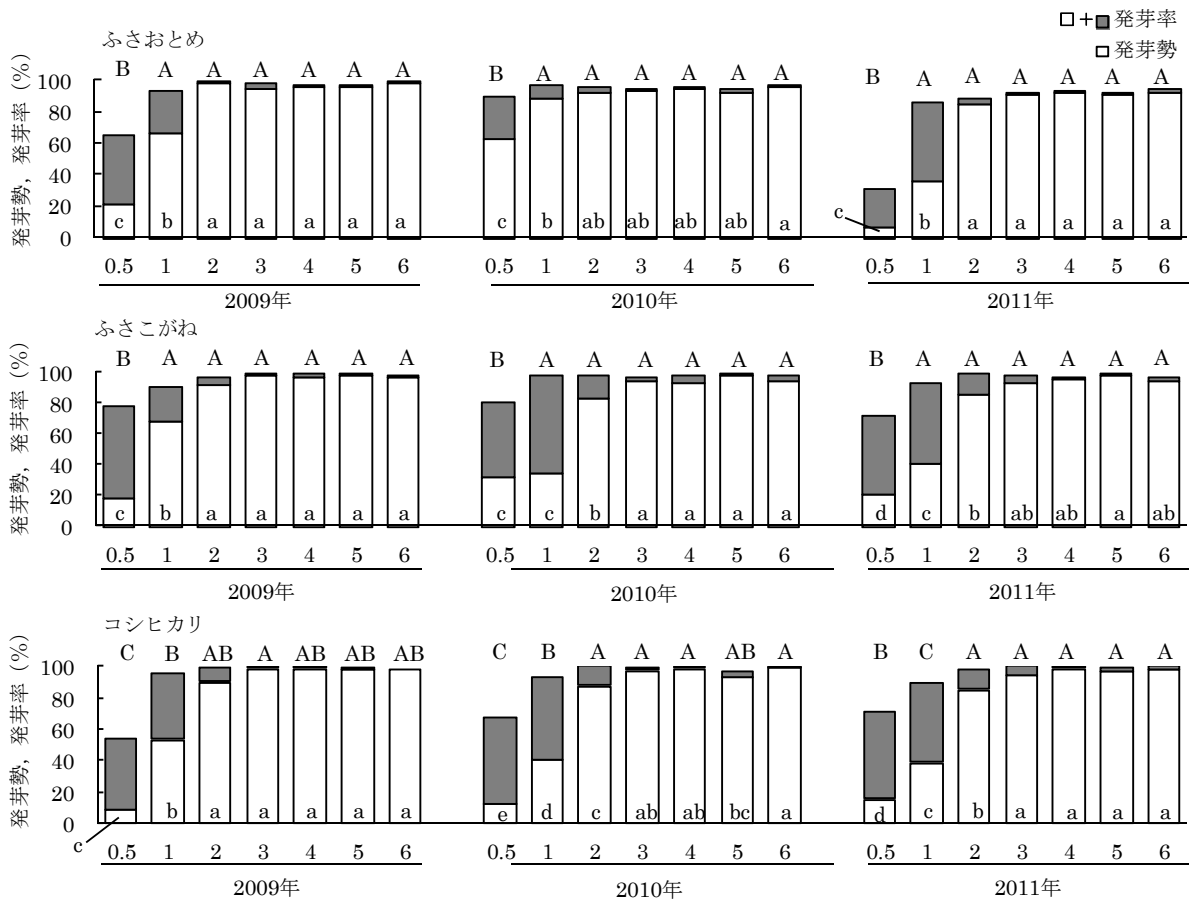 □+■発芽率
□発芽勢
ふさおとめ
発芽勢，発芽率（%）
B A A A A A A
B A A A A A A
B A A A A A A
100
80
60
40
20
0
c b a a a a a
c b ab ab ab ab a
c b a a a a a
0.5 1 2 3 4 5 6
0.5 1 2 3 4 5 6
0.5 1 2 3 4 5 6
2009年
2010年
2011年
ふさこがね
発芽勢，発芽率（%）
B A A A A A A
B A A A A A A
B A A A A A A
100
80
60
40
20
0
c b a a a a a
c c b a a a a
d c b ab ab a ab
0.5 1 2 3 4 5 6
0.5 1 2 3 4 5 6
0.5 1 2 3 4 5 6
2009年
2010年
2011年
コシヒカリ
発芽勢，発芽率（%）
C B AB A AB AB AB
C B A A A AB A
B C A A A A A
100
80
60
40
20
0
c b a a a a a
e d c ab ab bc a
d c b a a a a
0.5 1 2 3 4 5 6
0.5 1 2 3 4 5 6
0.5 1 2 3 4 5 6
2009年
2010年
2011年